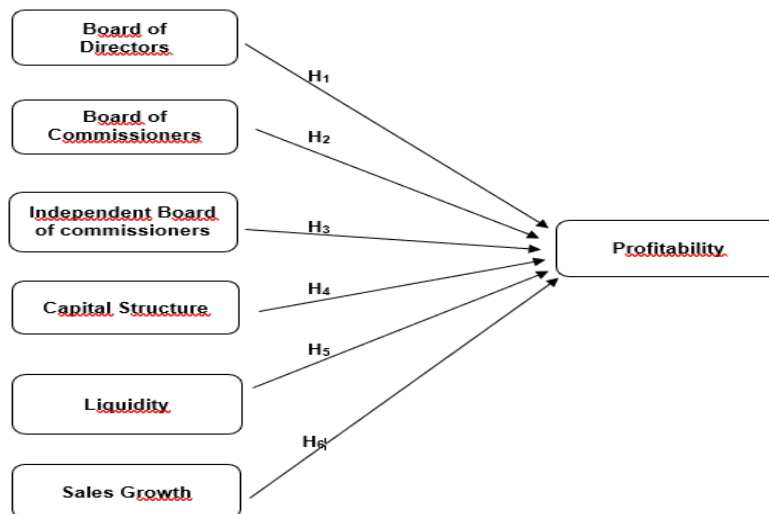 Board of
Directors
H₁
Board of
Commissioners
H₂
Independent Board
of commissioners
H₃
Profitability
Capital Structure
H₄
Liquidity
H₅
Sales Growth
H₆